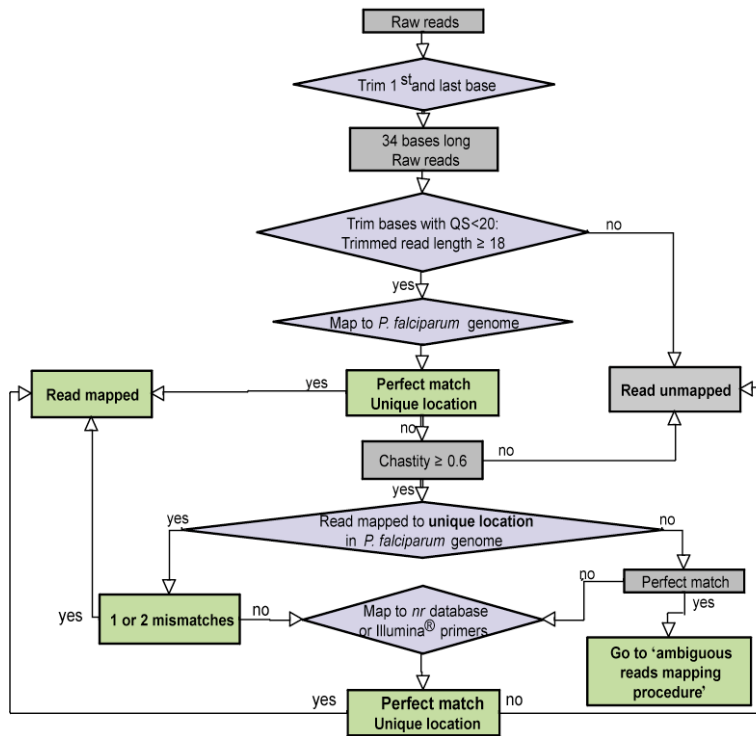 Raw reads
Trim 1 st and last base
34 bases long
Raw reads
Trim bases with QS<20:
Trimmed read length ≥ 18
no
yes
Map to P. falciparum genome
Read mapped
yes
Perfect match
Unique location
Read unmapped
no
Chastity ≥ 0.6
no
yes
yes
Read mapped to unique location
in P. falciparum genome
no
Perfect match
no
yes
yes
1 or 2 mismatches
no
Map to nr database
or Illumina® primers
Go to ‘ambiguous
reads mapping
procedure’
yes
Perfect match
Unique location
no